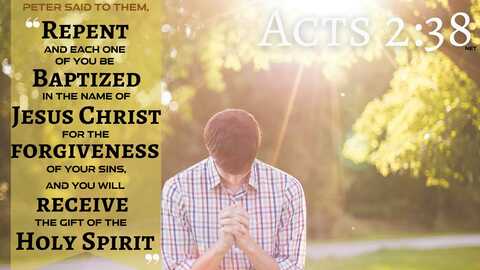 PETER SAID TO THEM,
“REPENT
AND EACH ONE
OF YOU BE
BAPTIZED
IN THE NAME OF
JESUS CHRIST
FOR THE
FORGIVENESS
OF YOUR SINS,
AND YOU WILL
RECEIVE
THE GIFT OF THE
HOLY SPIRIT”
ACTS 2:38
NET